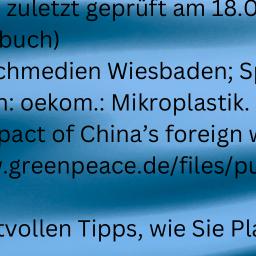 zuletzt geprüft am 18.0
buch)
chmedien Wiesbaden; Sp
n: oekom.: Mikroplastik.
pact of China’s foreign w
.greenpeace.de/files/pu
tvollen Tipps, wie Sie Pla